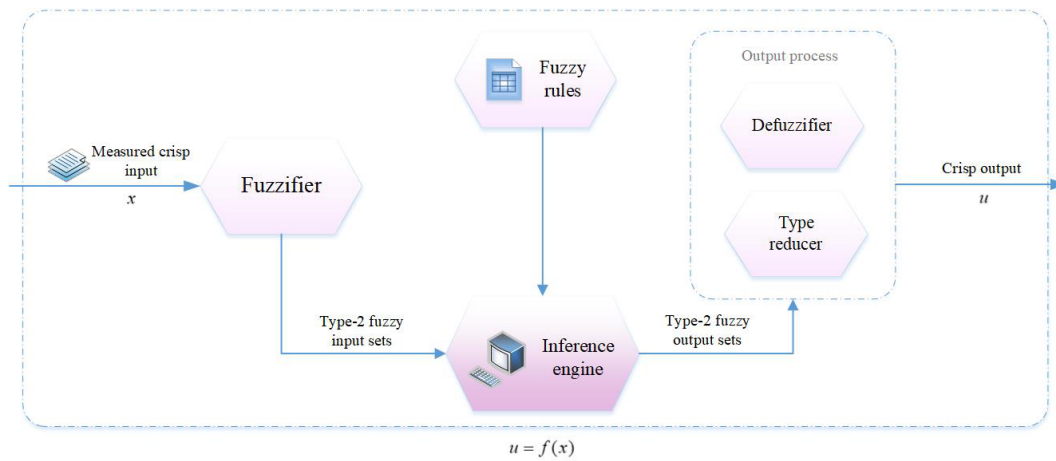 Output process
Fuzzy
rules
Defuzzifier
Measured crisp
input
x
Fuzzifier
Crisp output
u
Type
reducer
Type-2 fuzzy
input sets
Inference
engine
Type-2 fuzzy
output sets
u = f(x)